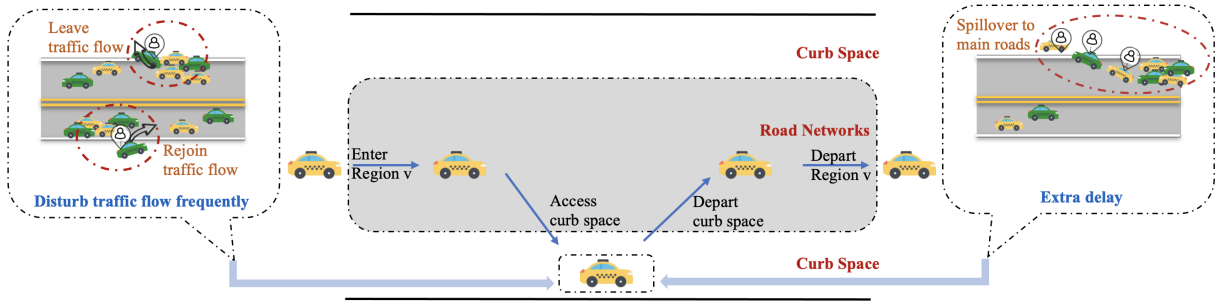 Leave
traffic flow
Rejoin
traffic flow
Disturb traffic flow frequently
Curb Space
Road Networks
Enter
Region v
Access
curb space
Depart
curb space
Depart
Region v
Curb Space
Spillover to
main roads
Extra delay